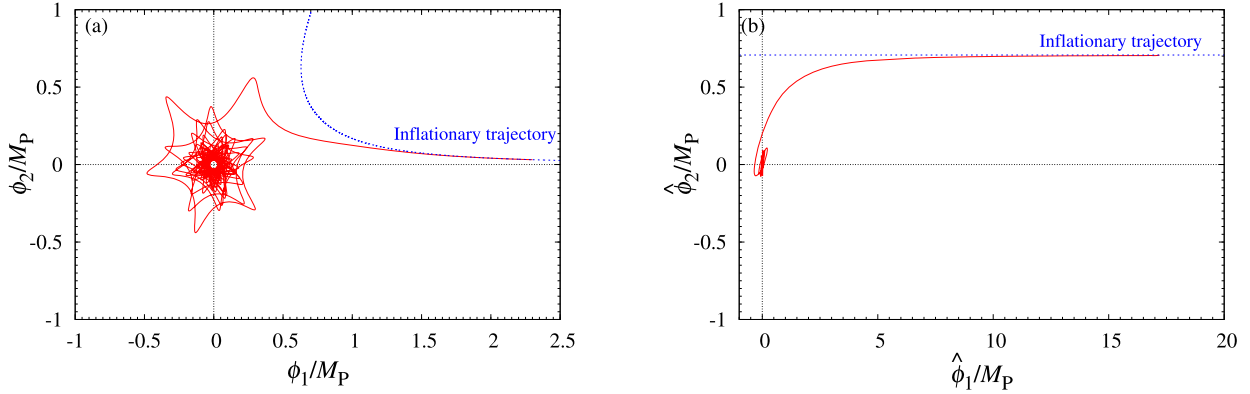 (a)
1
0.5
0
-0.5
-1
ϕ2/MP
Inflationary trajectory
-1 -0.5 0 0.5 1 1.5 2 2.5
ϕ1/MP
(b)
1
0.5
0
-0.5
-1
ϕ̂2/MP
Inflationary trajectory
0 5 10 15 20
ϕ̂1/MP